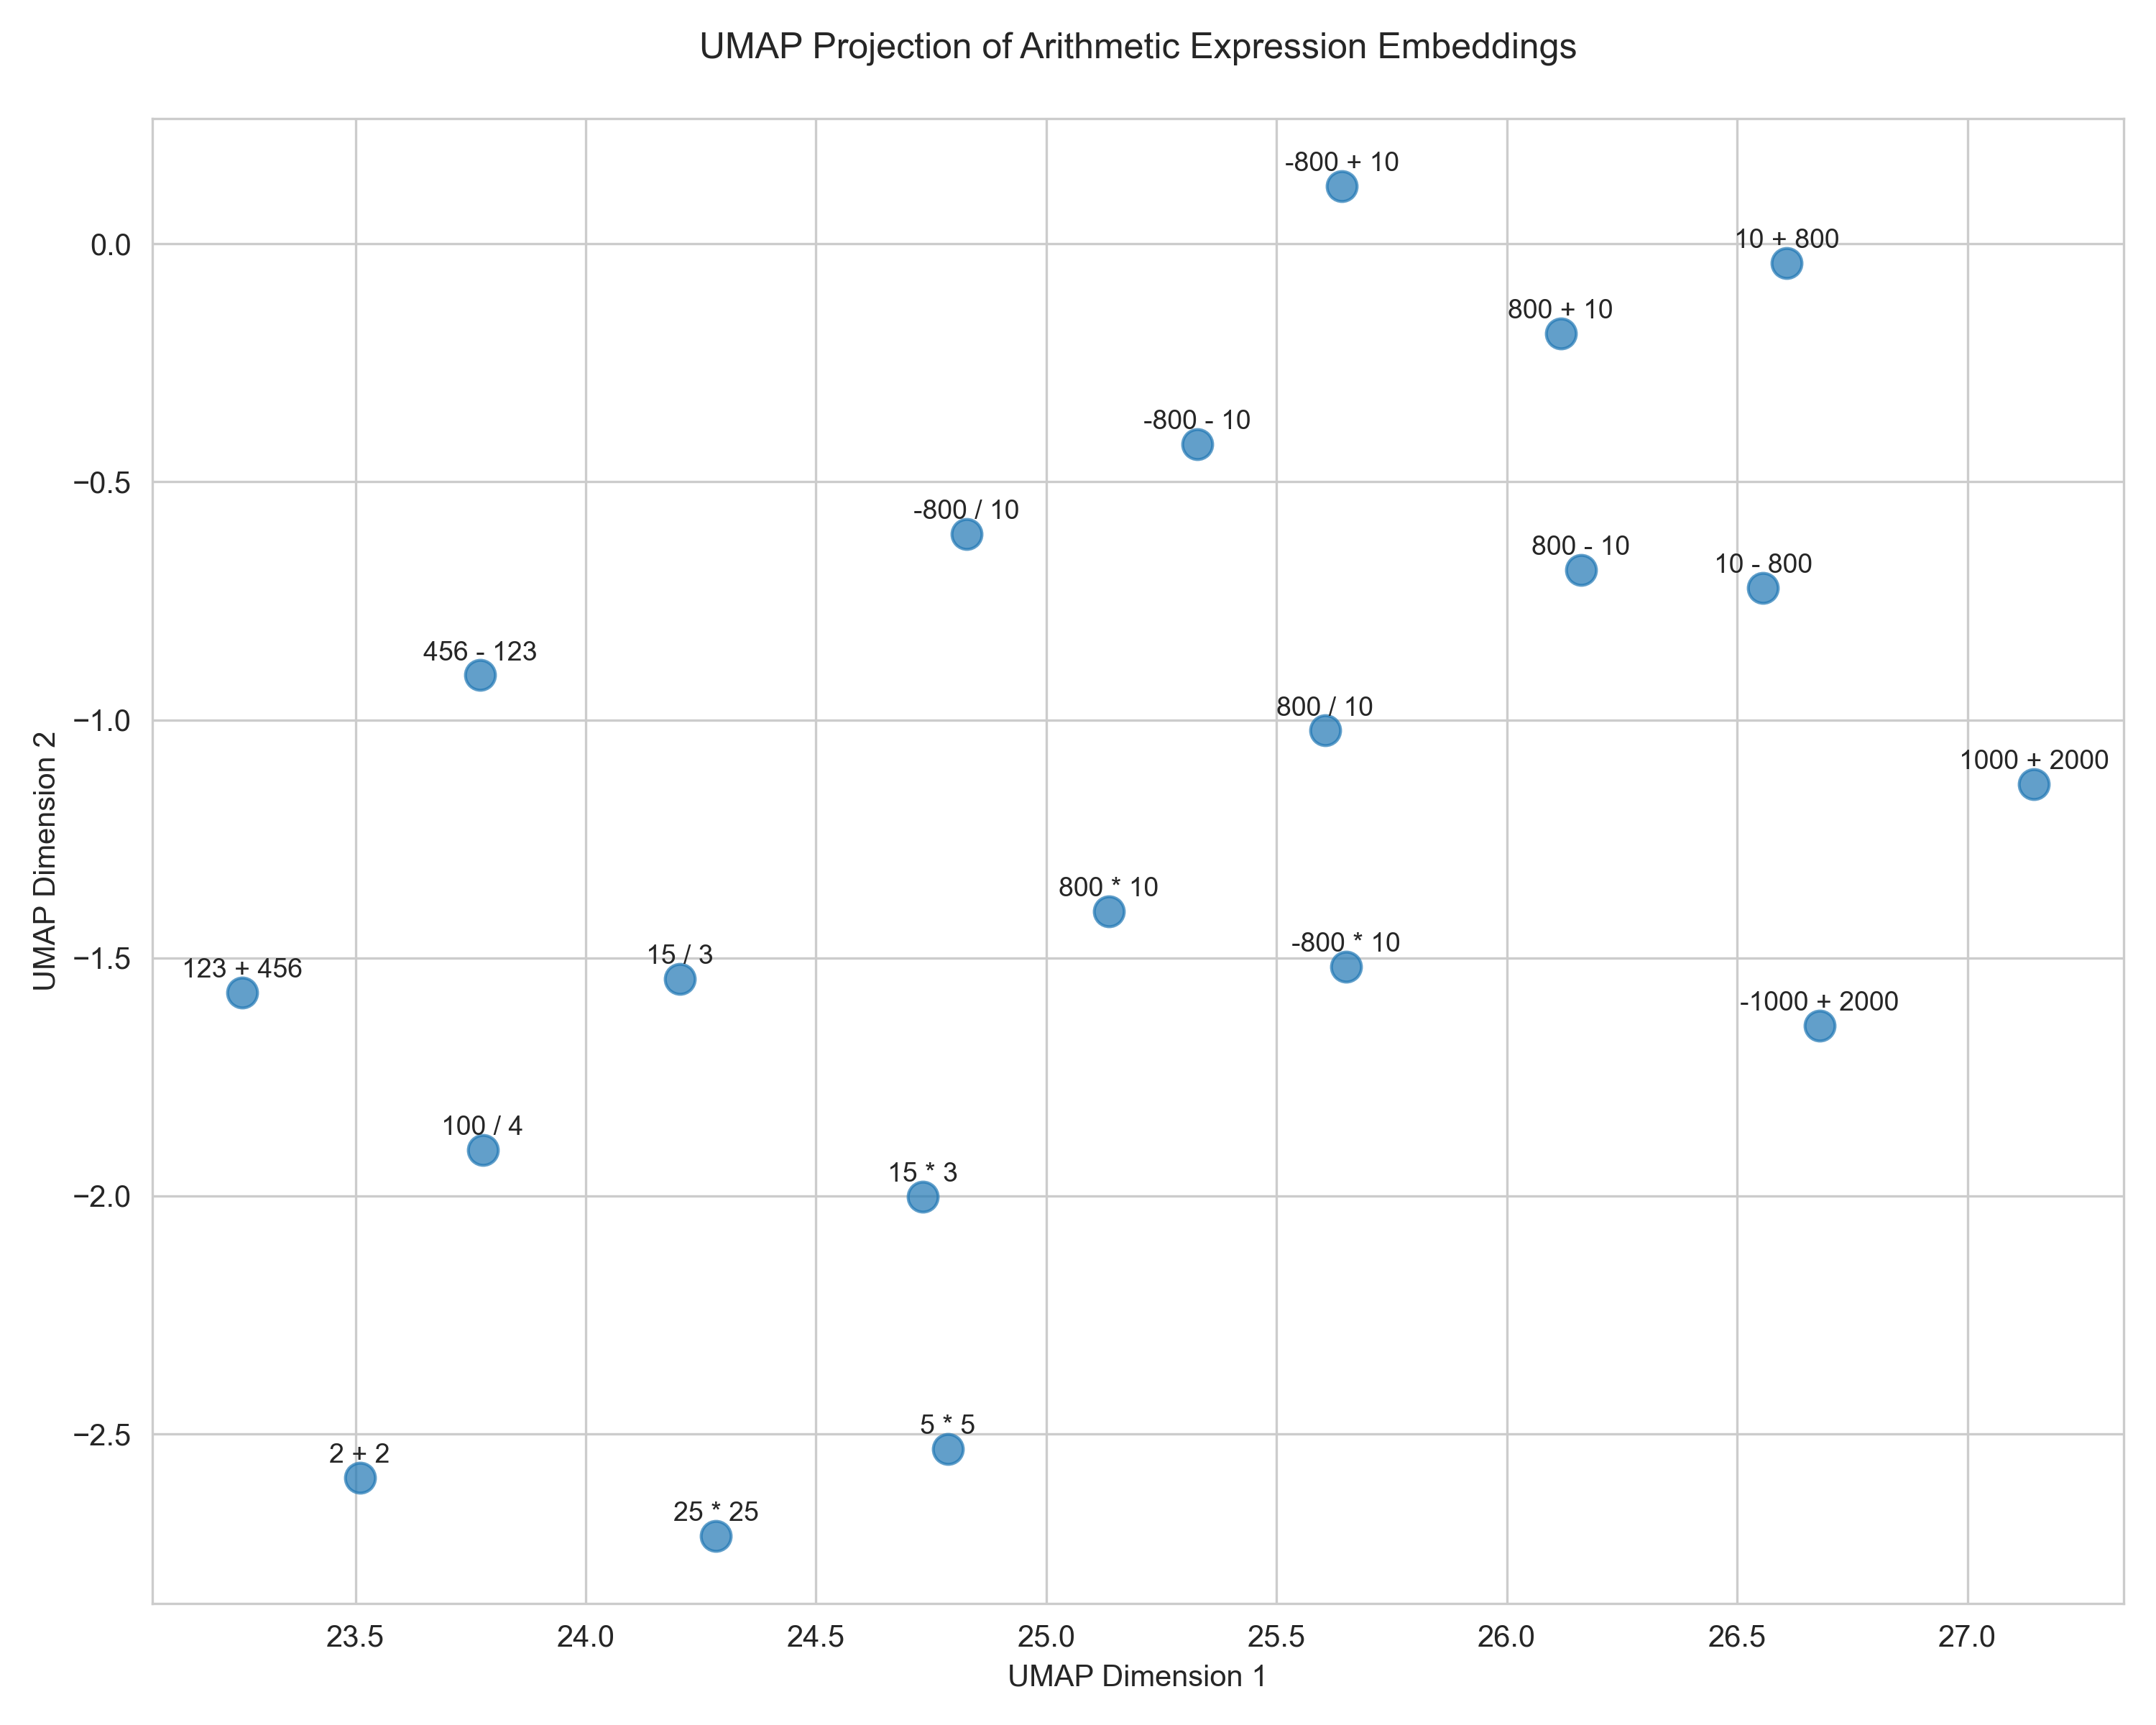 UMAP Projection of Arithmetic Expression Embeddings
-800 + 10
10 + 800
0.0
800 + 10
-800 - 10
−0.5
-800 / 10
800 - 10
10 - 800
456 - 123
800 / 10
−1.0
1000 + 2000
UMAP Dimension 2
800 * 10
-800 * 10
15 / 3
−1.5
123 + 456
-1000 + 2000
100 / 4
15 * 3
−2.0
5 * 5
−2.5
2 + 2
25 * 25
23.5 24.0 24.5 25.0 25.5 26.0 26.5 27.0
UMAP Dimension 1